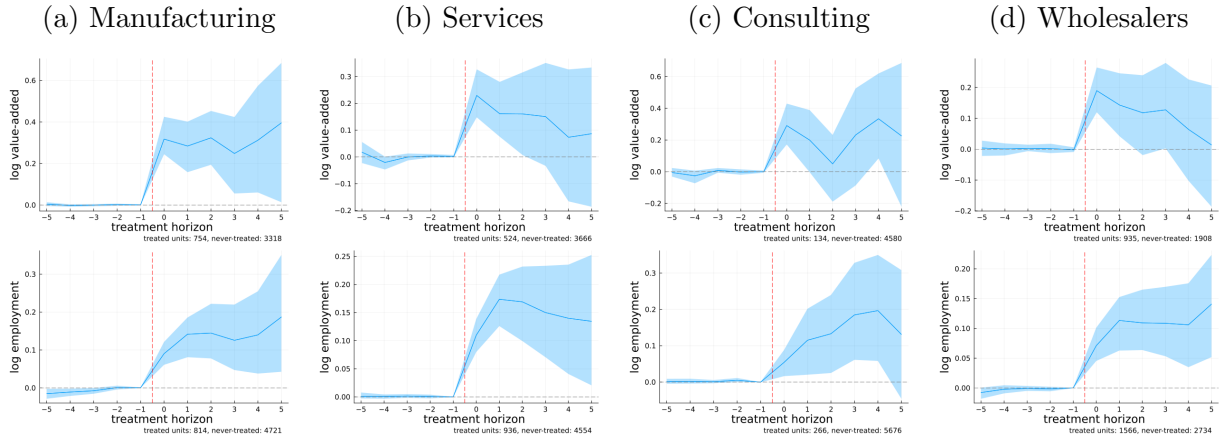 (a) Manufacturing
(b) Services
(c) Consulting
(d) Wholesalers
log value-added
0.6
0.4
0.2
0.0
−5 −4 −3 −2 −1 0 1 2 3 4 5
treatment horizon
treated units: 754, never-treated: 3318
log value-added
0.3
0.2
0.1
0.0
−0.1
−0.2
−5 −4 −3 −2 −1 0 1 2 3 4 5
treatment horizon
treated units: 524, never-treated: 3666
log value-added
0.6
0.4
0.2
0.0
−0.2
−5 −4 −3 −2 −1 0 1 2 3 4 5
treatment horizon
treated units: 134, never-treated: 4580
log value-added
0.2
0.1
0.0
−0.1
−0.2
−5 −4 −3 −2 −1 0 1 2 3 4 5
treatment horizon
treated units: 935, never-treated: 1908
log employment
0.3
0.2
0.1
0.0
−5 −4 −3 −2 −1 0 1 2 3 4 5
treatment horizon
treated units: 814, never-treated: 4721
log employment
0.25
0.20
0.15
0.10
0.05
0.00
−5 −4 −3 −2 −1 0 1 2 3 4 5
treatment horizon
treated units: 936, never-treated: 4554
log employment
0.3
0.2
0.1
0.0
−5 −4 −3 −2 −1 0 1 2 3 4 5
treatment horizon
treated units: 266, never-treated: 5676
log employment
0.20
0.15
0.10
0.05
0.00
−5 −4 −3 −2 −1 0 1 2 3 4 5
treatment horizon
treated units: 1566, never-treated: 2734